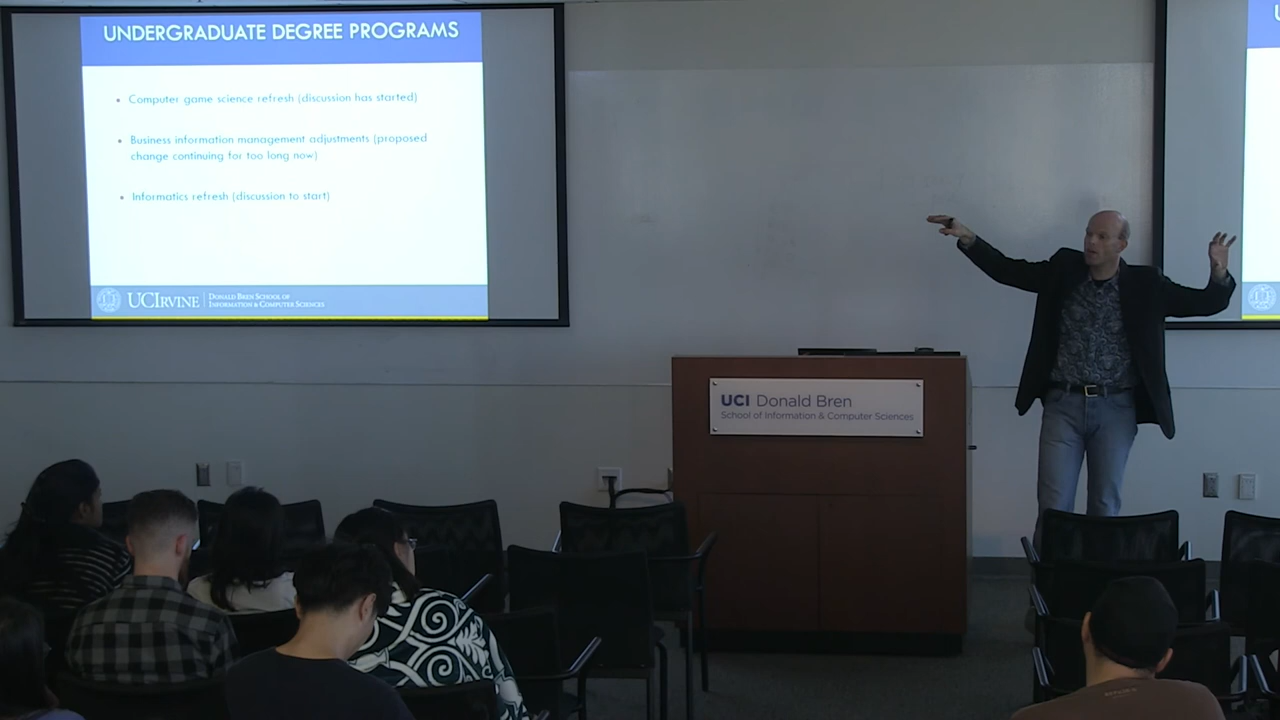 UNDERGRADUATE DEGREE PROGRAMS
• Computer game science refresh (discussion has started)
• Business information management adjustments (proposed
change continuing for too long now)
• Informatics refresh (discussion to start)
UCIRVINE
DONALD BREN SCHOOL OF
INFORMATION & COMPUTER SCIENCES
UCI Donald Bren
School of Information & Computer Sciences